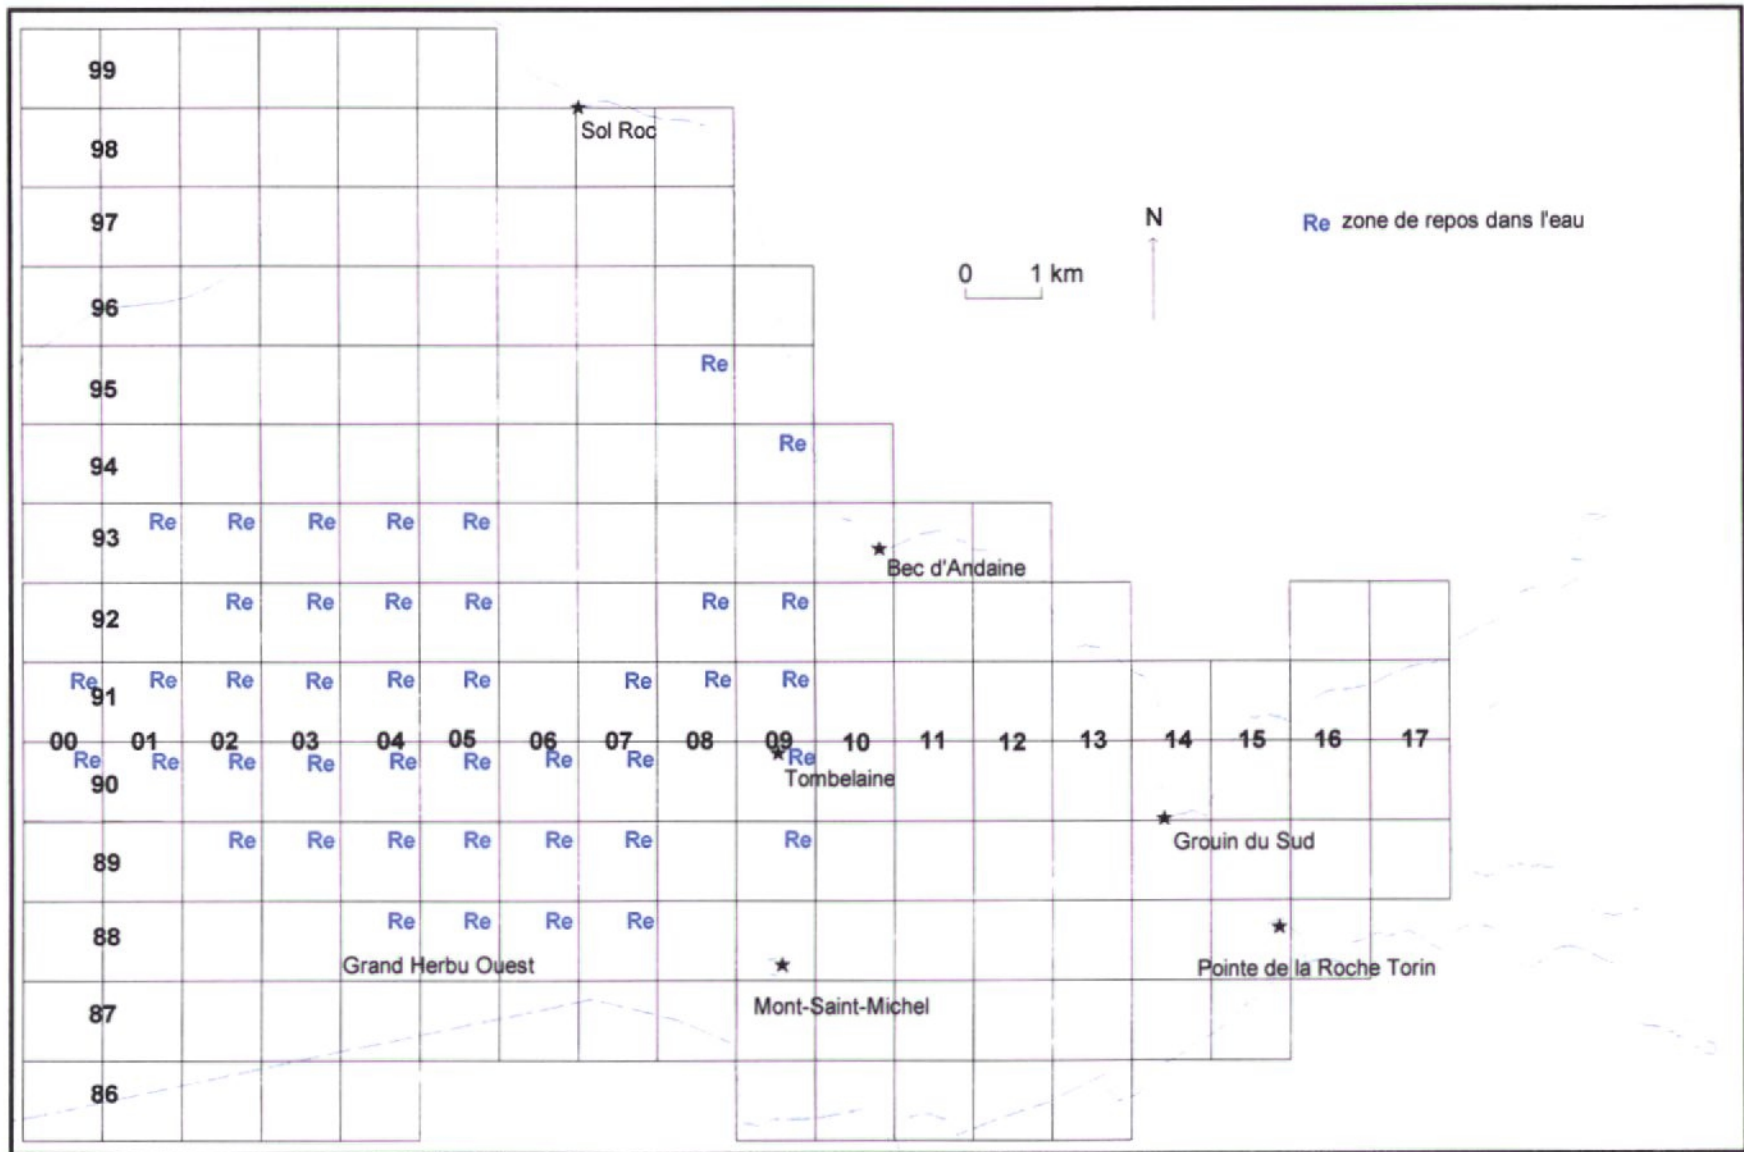 99
Sol Roc
98
97
N
Re zone de repos dans l'eau
0 1 km
96
Re
95
Re
94
Re Re Re Re Re
93
Bec d'Andaine
Re Re Re Re Re Re
92
Re Re Re Re Re Re Re Re Re
91
00 01 02 03 04 05 06 07 08 09 10 11 12 13 14 15 16 17
Re Re Re Re Re Re Re Re Re
90
Tombelaine
Re Re Re Re Re Re Re
89
Grouin du Sud
Re Re Re Re
88
Grand Herbu Ouest
Pointe de la Roche Torin
87
Mont-Saint-Michel
86